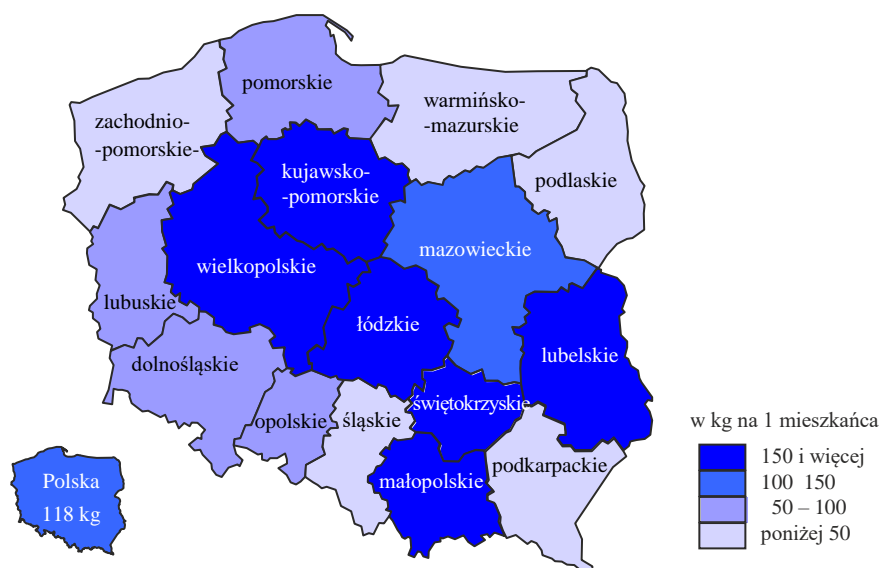 pomorskie
warmińsko-
-mazurskie
zachodnio-
-pomorskie-
kujawsko-
-pomorskie
podlaskie
mazowieckie
wielkopolskie
lubuskie
łódzkie
lubelskie
dolnośląskie
świętokrzyskie
opolskie
śląskie
podkarpackie
małopolskie
Polska
118 kg
w kg na 1 mieszkańca
150 i więcej
100 150
50 – 100
poniżej 50